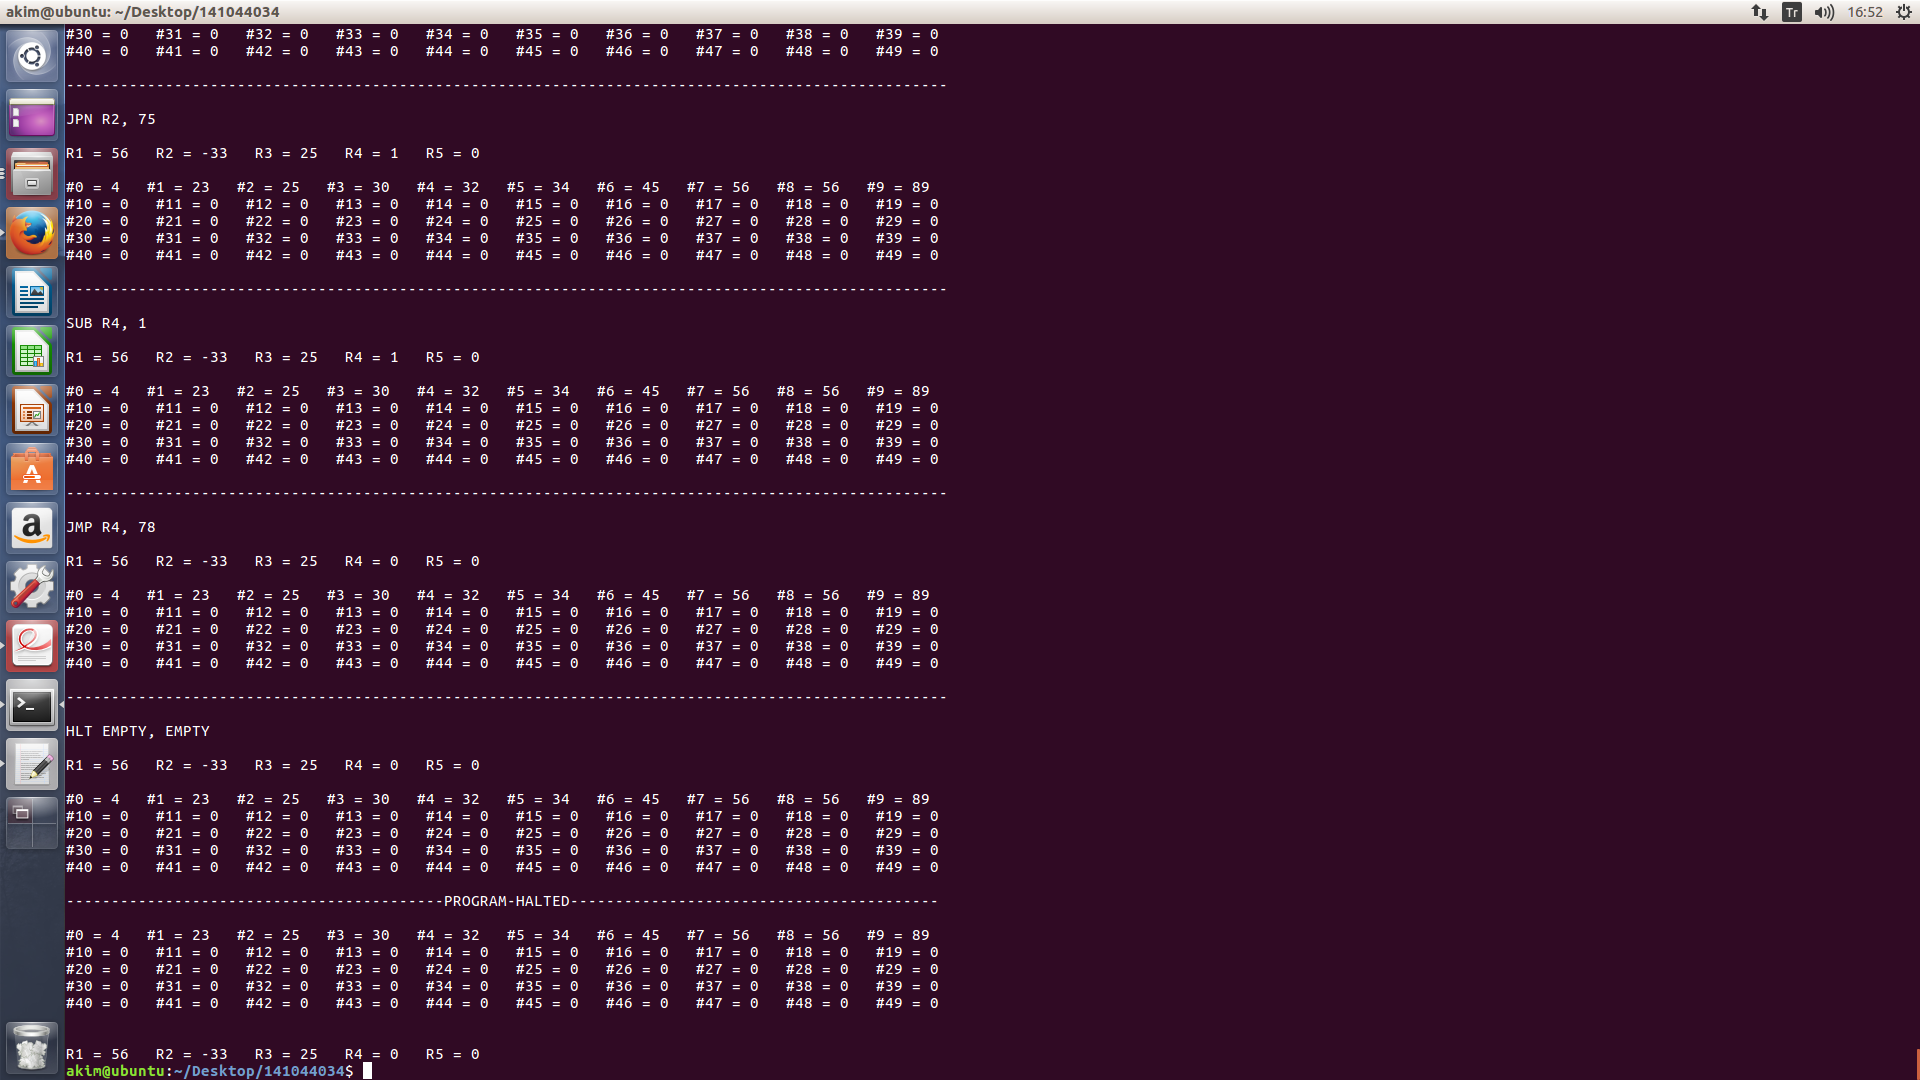 akim@ubuntu: ~/Desktop/141044034
Tr
16:52
#30 = 0 #31 = 0 #32 = 0 #33 = 0 #34 = 0 #35 = 0 #36 = 0 #37 = 0 #38 = 0 #39 = 0
#40 = 0 #41 = 0 #42 = 0 #43 = 0 #44 = 0 #45 = 0 #46 = 0 #47 = 0 #48 = 0 #49 = 0
--------------------------------------------------------------------------------------------------
JPN R2, 75
R1 = 56 R2 = -33 R3 = 25 R4 = 1 R5 = 0
#0 = 4 #1 = 23 #2 = 25 #3 = 30 #4 = 32 #5 = 34 #6 = 45 #7 = 56 #8 = 56 #9 = 89
#10 = 0 #11 = 0 #12 = 0 #13 = 0 #14 = 0 #15 = 0 #16 = 0 #17 = 0 #18 = 0 #19 = 0
#20 = 0 #21 = 0 #22 = 0 #23 = 0 #24 = 0 #25 = 0 #26 = 0 #27 = 0 #28 = 0 #29 = 0
#30 = 0 #31 = 0 #32 = 0 #33 = 0 #34 = 0 #35 = 0 #36 = 0 #37 = 0 #38 = 0 #39 = 0
#40 = 0 #41 = 0 #42 = 0 #43 = 0 #44 = 0 #45 = 0 #46 = 0 #47 = 0 #48 = 0 #49 = 0
--------------------------------------------------------------------------------------------------
SUB R4, 1
R1 = 56 R2 = -33 R3 = 25 R4 = 1 R5 = 0
#0 = 4 #1 = 23 #2 = 25 #3 = 30 #4 = 32 #5 = 34 #6 = 45 #7 = 56 #8 = 56 #9 = 89
#10 = 0 #11 = 0 #12 = 0 #13 = 0 #14 = 0 #15 = 0 #16 = 0 #17 = 0 #18 = 0 #19 = 0
#20 = 0 #21 = 0 #22 = 0 #23 = 0 #24 = 0 #25 = 0 #26 = 0 #27 = 0 #28 = 0 #29 = 0
#30 = 0 #31 = 0 #32 = 0 #33 = 0 #34 = 0 #35 = 0 #36 = 0 #37 = 0 #38 = 0 #39 = 0
#40 = 0 #41 = 0 #42 = 0 #43 = 0 #44 = 0 #45 = 0 #46 = 0 #47 = 0 #48 = 0 #49 = 0
--------------------------------------------------------------------------------------------------
JMP R4, 78
R1 = 56 R2 = -33 R3 = 25 R4 = 0 R5 = 0
#0 = 4 #1 = 23 #2 = 25 #3 = 30 #4 = 32 #5 = 34 #6 = 45 #7 = 56 #8 = 56 #9 = 89
#10 = 0 #11 = 0 #12 = 0 #13 = 0 #14 = 0 #15 = 0 #16 = 0 #17 = 0 #18 = 0 #19 = 0
#20 = 0 #21 = 0 #22 = 0 #23 = 0 #24 = 0 #25 = 0 #26 = 0 #27 = 0 #28 = 0 #29 = 0
#30 = 0 #31 = 0 #32 = 0 #33 = 0 #34 = 0 #35 = 0 #36 = 0 #37 = 0 #38 = 0 #39 = 0
#40 = 0 #41 = 0 #42 = 0 #43 = 0 #44 = 0 #45 = 0 #46 = 0 #47 = 0 #48 = 0 #49 = 0
--------------------------------------------------------------------------------------------------
HLT EMPTY, EMPTY
R1 = 56 R2 = -33 R3 = 25 R4 = 0 R5 = 0
#0 = 4 #1 = 23 #2 = 25 #3 = 30 #4 = 32 #5 = 34 #6 = 45 #7 = 56 #8 = 56 #9 = 89
#10 = 0 #11 = 0 #12 = 0 #13 = 0 #14 = 0 #15 = 0 #16 = 0 #17 = 0 #18 = 0 #19 = 0
#20 = 0 #21 = 0 #22 = 0 #23 = 0 #24 = 0 #25 = 0 #26 = 0 #27 = 0 #28 = 0 #29 = 0
#30 = 0 #31 = 0 #32 = 0 #33 = 0 #34 = 0 #35 = 0 #36 = 0 #37 = 0 #38 = 0 #39 = 0
#40 = 0 #41 = 0 #42 = 0 #43 = 0 #44 = 0 #45 = 0 #46 = 0 #47 = 0 #48 = 0 #49 = 0
------------------------------------------PROGRAM-HALTED-----------------------------------------
#0 = 4 #1 = 23 #2 = 25 #3 = 30 #4 = 32 #5 = 34 #6 = 45 #7 = 56 #8 = 56 #9 = 89
#10 = 0 #11 = 0 #12 = 0 #13 = 0 #14 = 0 #15 = 0 #16 = 0 #17 = 0 #18 = 0 #19 = 0
#20 = 0 #21 = 0 #22 = 0 #23 = 0 #24 = 0 #25 = 0 #26 = 0 #27 = 0 #28 = 0 #29 = 0
#30 = 0 #31 = 0 #32 = 0 #33 = 0 #34 = 0 #35 = 0 #36 = 0 #37 = 0 #38 = 0 #39 = 0
#40 = 0 #41 = 0 #42 = 0 #43 = 0 #44 = 0 #45 = 0 #46 = 0 #47 = 0 #48 = 0 #49 = 0
R1 = 56 R2 = -33 R3 = 25 R4 = 0 R5 = 0
akim@ubuntu:~/Desktop/141044034$